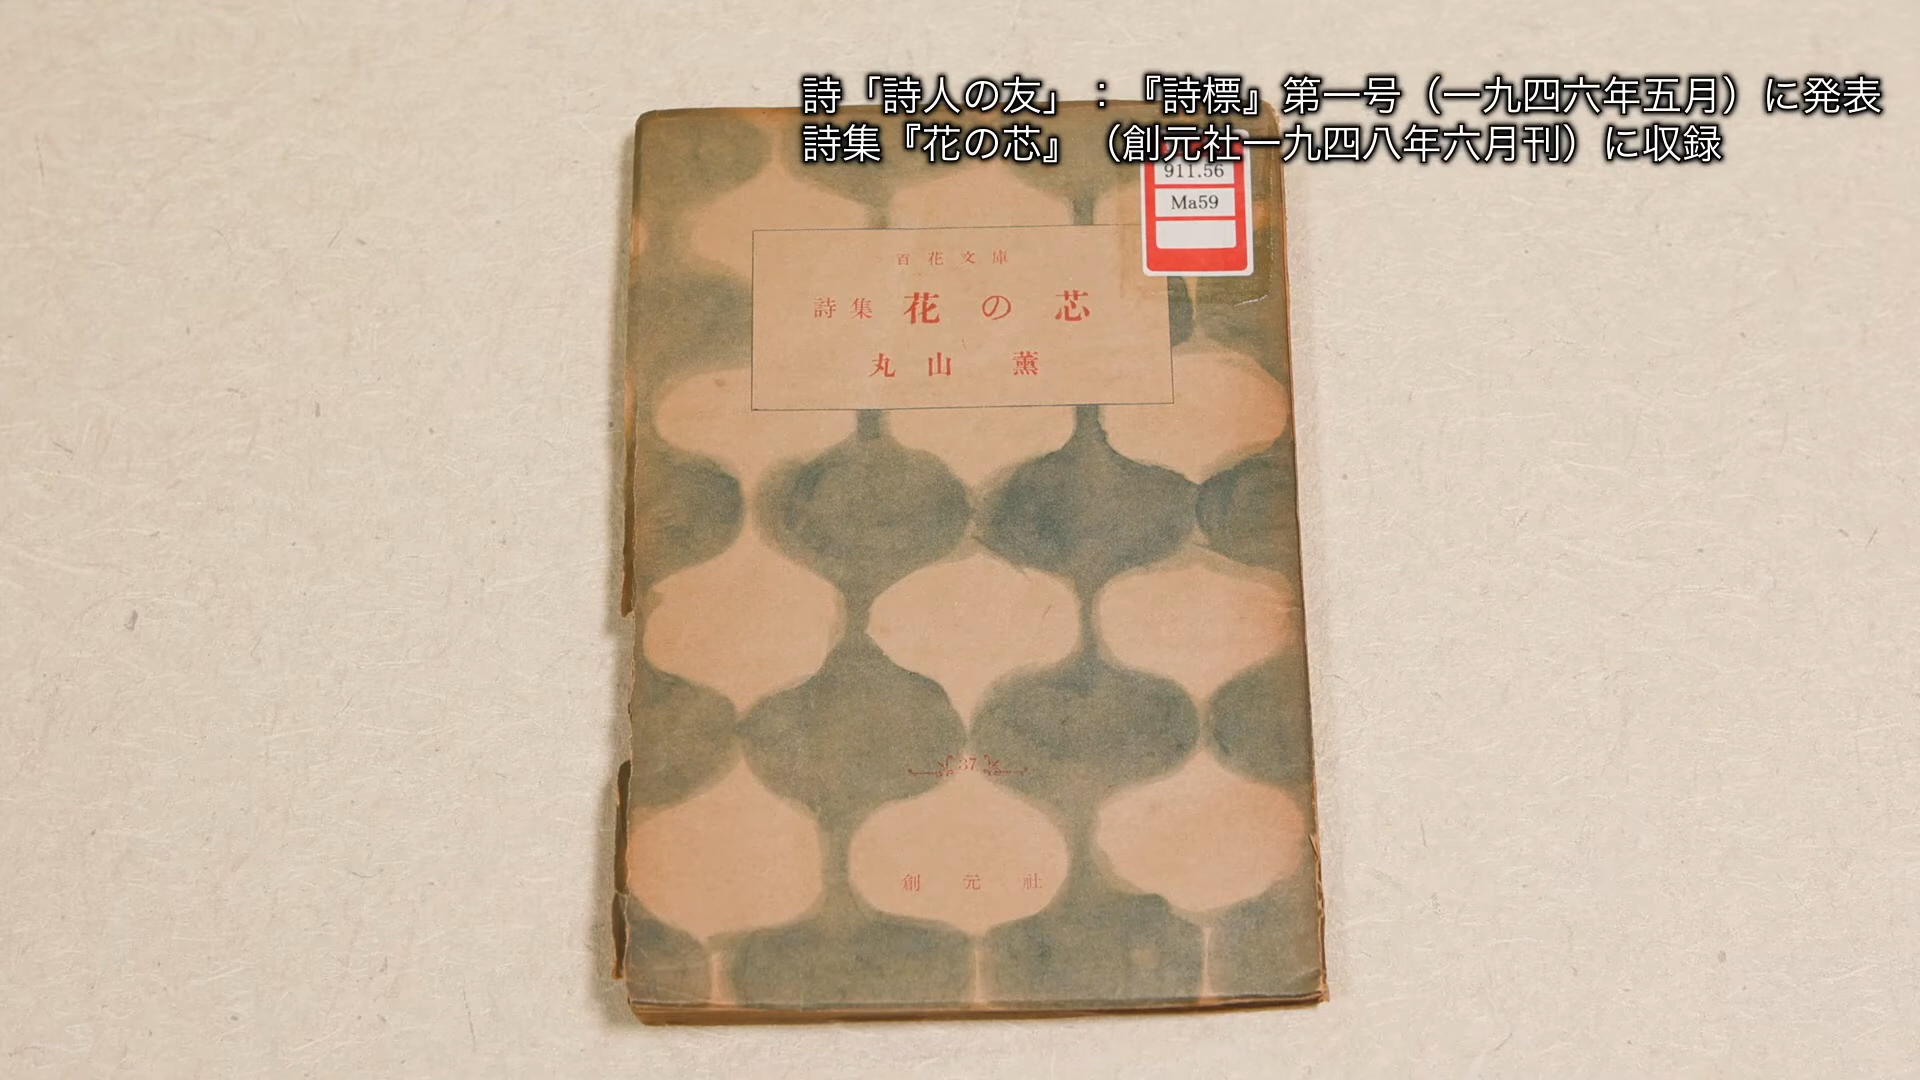 詩「詩人の友」：『詩標』第一号（一九四六年五月）に発表
詩集『花の芯』（創元社一九四八年六月刊）に収録
911.56
Ma59
百花文庫
詩集 花の芯
丸山 薫
37
創元社